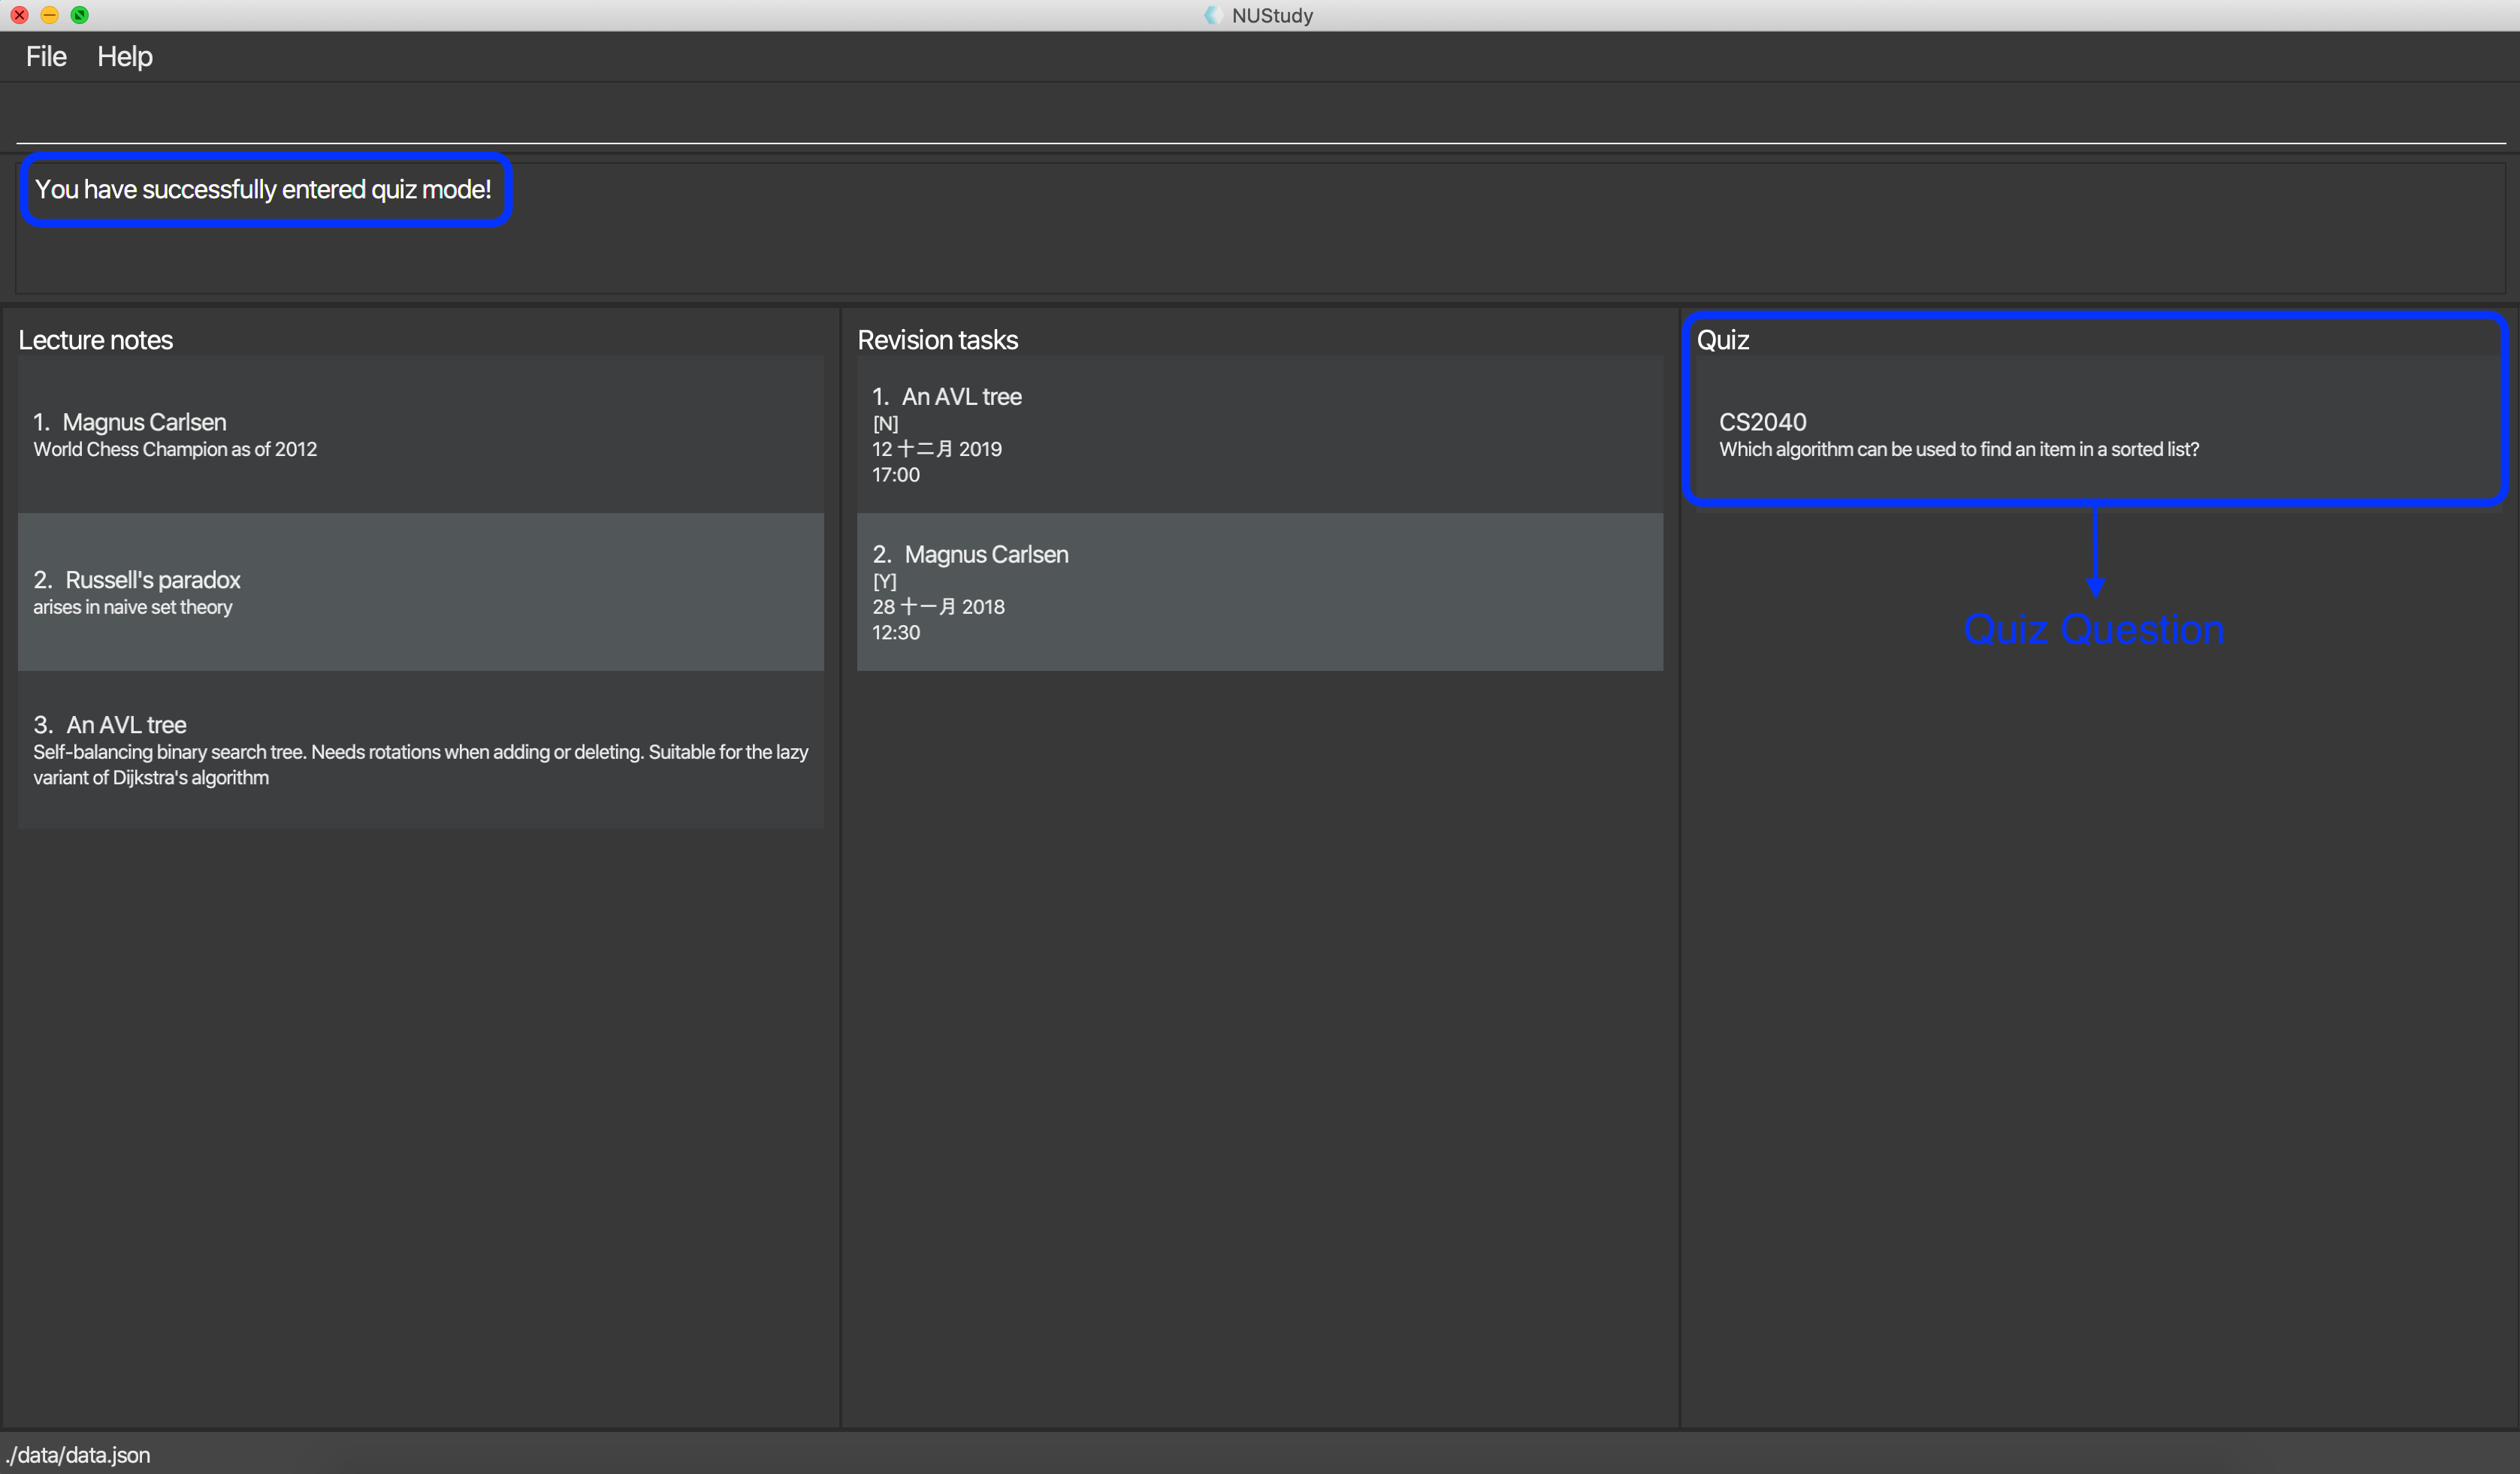 NUStudy
File Help
You have successfully entered quiz mode!
Lecture notes
1. Magnus Carlsen
World Chess Champion as of 2012
2. Russell's paradox
arises in naive set theory
3. An AVL tree
Self-balancing binary search tree. Needs rotations when adding or deleting. Suitable for the lazy
variant of Dijkstra's algorithm
Revision tasks
1. An AVL tree
[N]
12 十二月 2019
17:00
2. Magnus Carlsen
[Y]
28 十一月 2018
12:30
Quiz
CS2040
Which algorithm can be used to find an item in a sorted list?
Quiz Question
./data/data.json